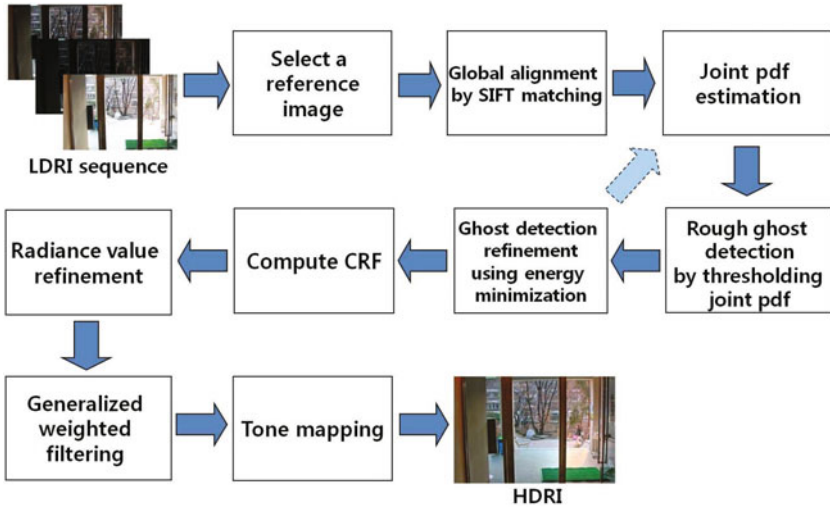 LDRI sequence
Select a
reference
image
Global alignment
by SIFT matching
Joint pdf
estimation
Rough ghost
detection
by thresholding
joint pdf
Ghost detection
refinement
using energy
minimization
Compute CRF
Radiance value
refinement
Generalized
weighted
filtering
Tone mapping
HDRI